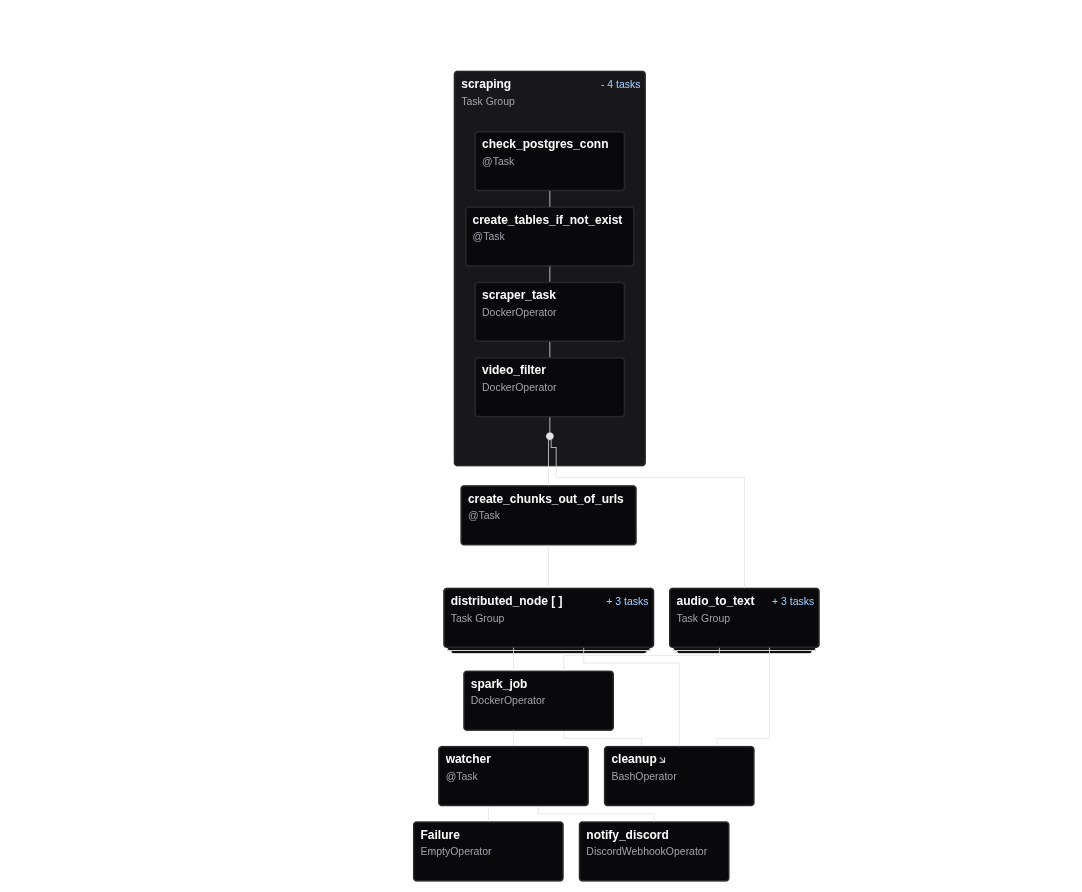 scraping - 4 tasks
Task Group
check_postgres_conn
@Task
create_tables_if_not_exist
@Task
scraper_task
DockerOperator
video_filter
DockerOperator
create_chunks_out_of_urls
@Task
distributed_node [ ] + 3 tasks
Task Group
audio_to_text + 3 tasks
Task Group
spark_job
DockerOperator
watcher
@Task
cleanup
BashOperator
Failure
EmptyOperator
notify_discord
DiscordWebhookOperator